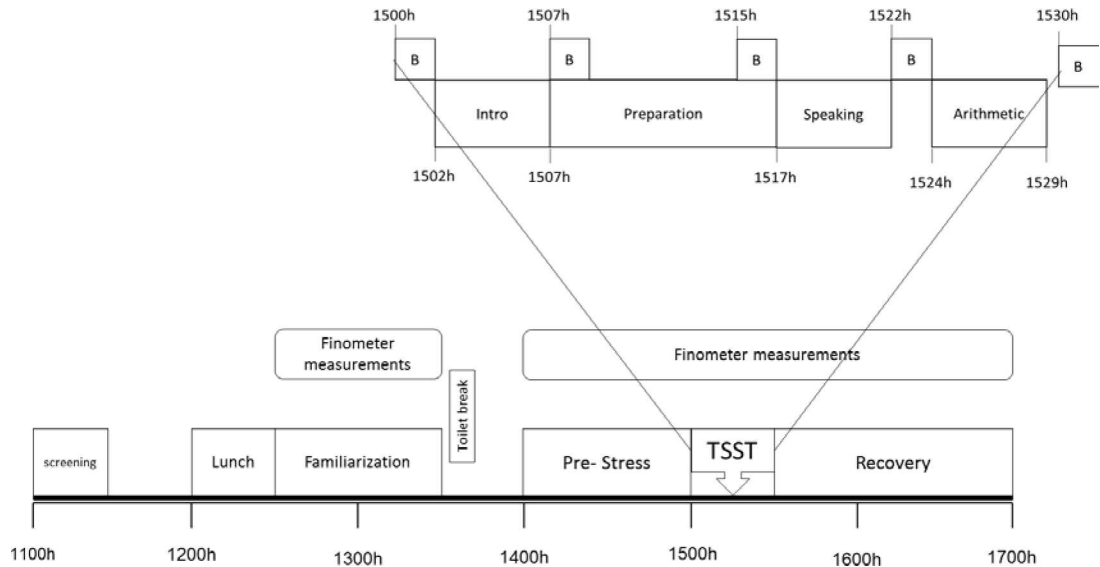 1500h 1507h 1515h 1522h 1530h
B B B B B
Intro Preparation Speaking Arithmetic
1502h 1507h 1517h 1524h 1529h
Finometer
measurements
Finometer measurements
Toilet break
screening Lunch Familiarization Pre- Stress TSST Recovery
1100h 1200h 1300h 1400h 1500h 1600h 1700h